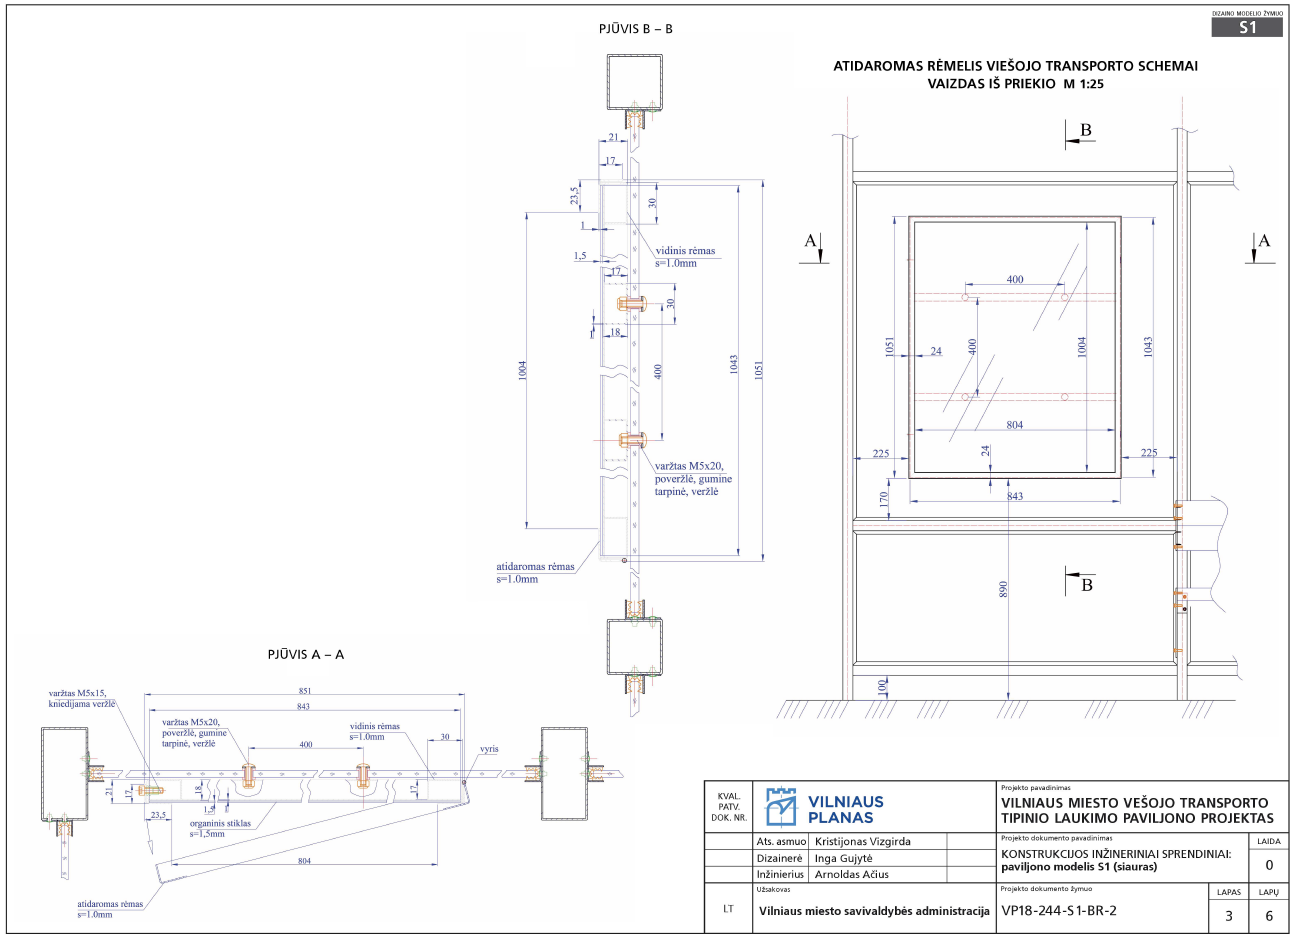 DIZAINO MODELIO ŽYMUO
S1
PJŪVIS B – B
21
17
23,5
30
1
1,5
vidinis rėmas
s=1.0mm
17
30
1
18
1004
400
1043
1051
varžtas M5x20,
poveržlė, gumine
tarpinė, veržlė
atidaromas rėmas
s=1.0mm
ATIDAROMAS RĖMELIS VIEŠOJO TRANSPORTO SCHEMAI
VAIZDAS IŠ PRIEKIO M 1:25
B
A
A
400
1051
24
400
1004
1043
804
24
225
225
170
843
890
B
100
PJŪVIS A – A
851
843
varžtas M5x15,
kniedijama veržlė
varžtas M5x20,
poveržlė, gumine
tarpinė, veržlė
400
vidinis rėmas
s=1.0mm
30
vyris
21
17
18
1,5
1
17
23,5
organinis stiklas
s=1,5mm
804
atidaromas rėmas
s=1.0mm
KVAL.
PATV.
DOK. NR.
VILNIAUS
PLANAS
Projekto pavadinimas
VILNIAUS MIESTO VEŠOJO TRANSPORTO
TIPINIO LAUKIMO PAVILJONO PROJEKTAS
Ats. asmuo Kristijonas Vizgirda
Dizainerė Inga Gujytė
Inžinierius Arnoldas Ačius
Projekto dokumento pavadinimas
KONSTRUKCIJOS INŽINERINIAI SPRENDINIAI:
paviljono modelis S1 (siauras)
LAIDA
0
LT
Užsakovas
Vilniaus miesto savivaldybės administracija
Projekto dokumento žymuo
VP18-244-S1-BR-2
LAPAS
3
LAPŲ
6